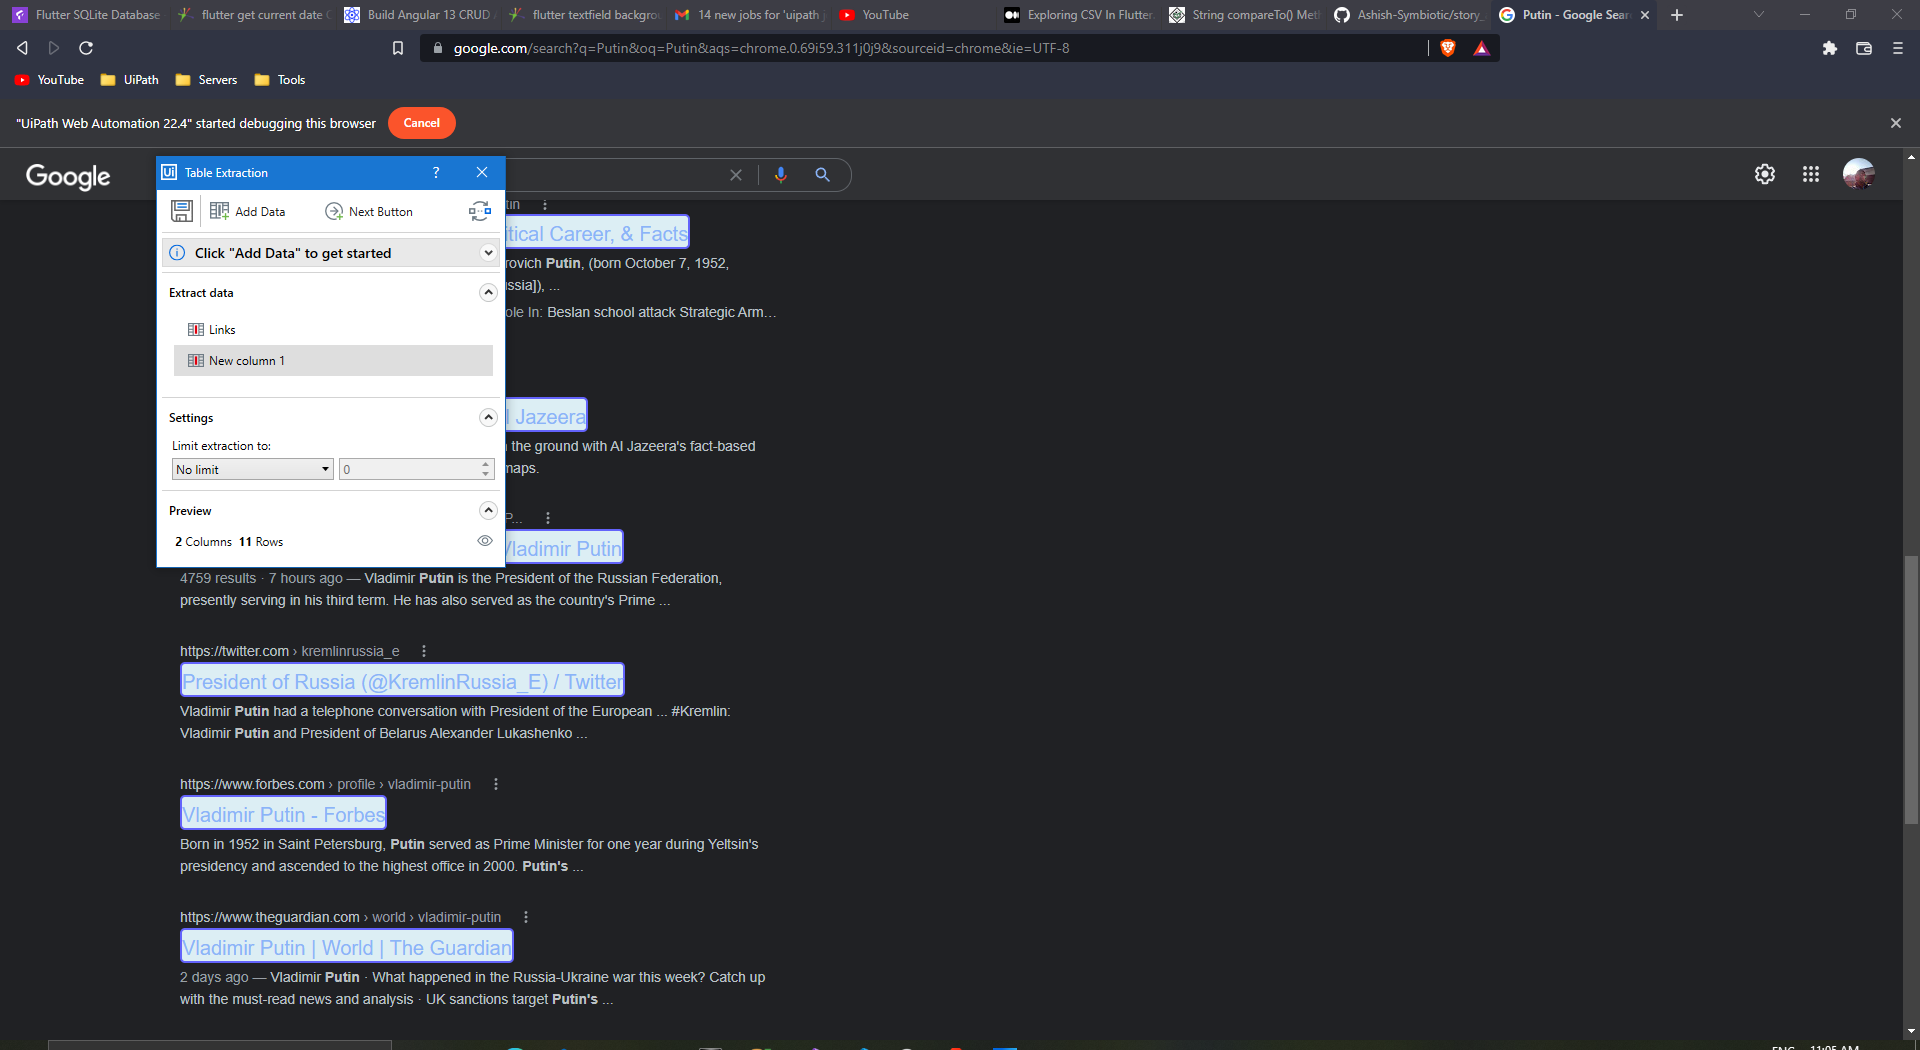 Flutter SQLite Database
flutter get current date
Build Angular 13 CRUD
flutter textfield backgrou
14 new jobs for 'uipath
YouTube
Exploring CSV In Flutter.
String compareTo() Met
Ashish-Symbiotic/story_
Putin - Google Sear
google.com/search?q=Putin&oq=Putin&aqs=chrome.0.69i59.311j0j9&sourceid=chrome&ie=UTF-8
YouTube
UiPath
Servers
Tools
"UiPath Web Automation 22.4" started debugging this browser
Cancel
Google
Ui Table Extraction
?
Add Data
Next Button
Click "Add Data" to get started
Extract data
Links
New column 1
Settings
Limit extraction to:
No limit
0
Preview
2 Columns 11 Rows
tin
itical Career, & Facts
rovich Putin, (born October 7, 1952,
ssia]), ...
ole In: Beslan school attack Strategic Arm...
l Jazeera
the ground with Al Jazeera's fact-based
maps.
P...
Vladimir Putin
4759 results · 7 hours ago — Vladimir Putin is the President of the Russian Federation,
presently serving in his third term. He has also served as the country's Prime ...
https://twitter.com › kremlinrussia_e
President of Russia (@KremlinRussia_E) / Twitter
Vladimir Putin had a telephone conversation with President of the European ... #Kremlin:
Vladimir Putin and President of Belarus Alexander Lukashenko ...
https://www.forbes.com › profile › vladimir-putin
Vladimir Putin - Forbes
Born in 1952 in Saint Petersburg, Putin served as Prime Minister for one year during Yeltsin's
presidency and ascended to the highest office in 2000. Putin's ...
https://www.theguardian.com › world › vladimir-putin
Vladimir Putin | World | The Guardian
2 days ago — Vladimir Putin · What happened in the Russia-Ukraine war this week? Catch up
with the must-read news and analysis · UK sanctions target Putin's ...
11:05 AM